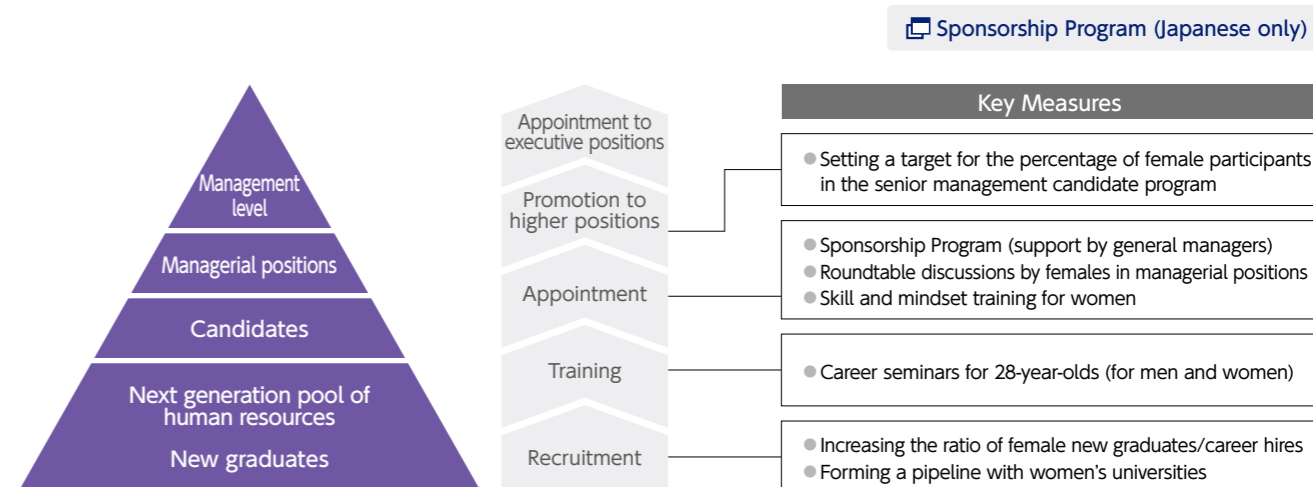 Sponsorship Program (Japanese only)
Management
level
Managerial positions
Candidates
Next generation pool of
human resources
New graduates
Appointment to
executive positions
Promotion to
higher positions
Appointment
Training
Recruitment
Key Measures
● Setting a target for the percentage of female participants
in the senior management candidate program
● Sponsorship Program (support by general managers)
● Roundtable discussions by females in managerial positions
● Skill and mindset training for women
● Career seminars for 28-year-olds (for men and women)
● Increasing the ratio of female new graduates/career hires
● Forming a pipeline with women's universities